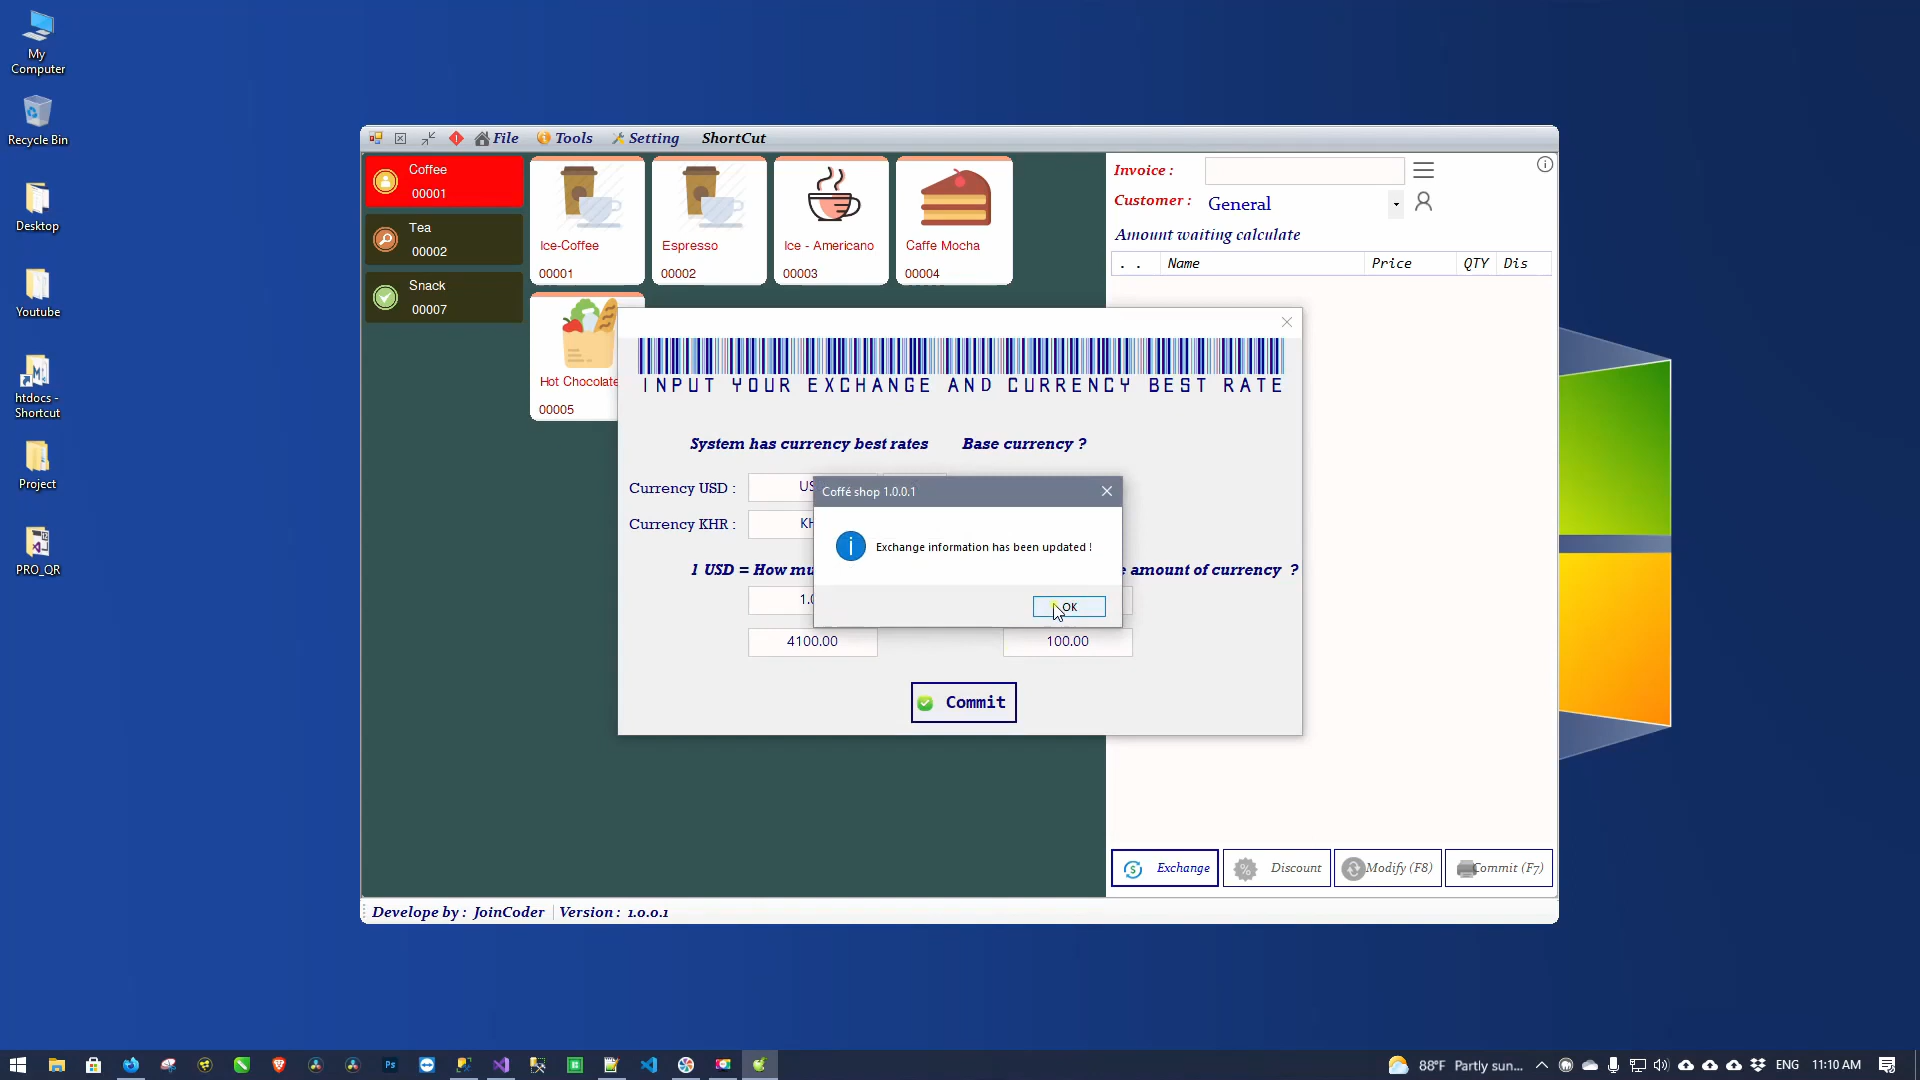 My
Computer
Recycle Bin
Desktop
Youtube
htdocs -
Shortcut
Project
PRO_QR
File Tools Setting ShortCut
Coffee
00001
Tea
00002
Snack
00007
Ice-Coffee
00001
Espresso
00002
Ice - Americano
00003
Caffe Mocha
00004
Hot Chocolate
00005
Invoice :
Customer : General
Amount waiting calculate
. . Name Price QTY Dis
INPUT YOUR EXCHANGE AND CURRENCY BEST RATE
System has currency best rates Base currency ?
Currency USD :
Currency KHR :
1 USD = How
amount of currency ?
4100.00 100.00
Commit
Coffé shop 1.0.0.1
Exchange information has been updated !
OK
Exchange Discount Modify (F8) Commit (F7)
Develope by : JoinCoder Version : 1.0.0.1
Ps
88°F Partly sun... ENG 11:10 AM